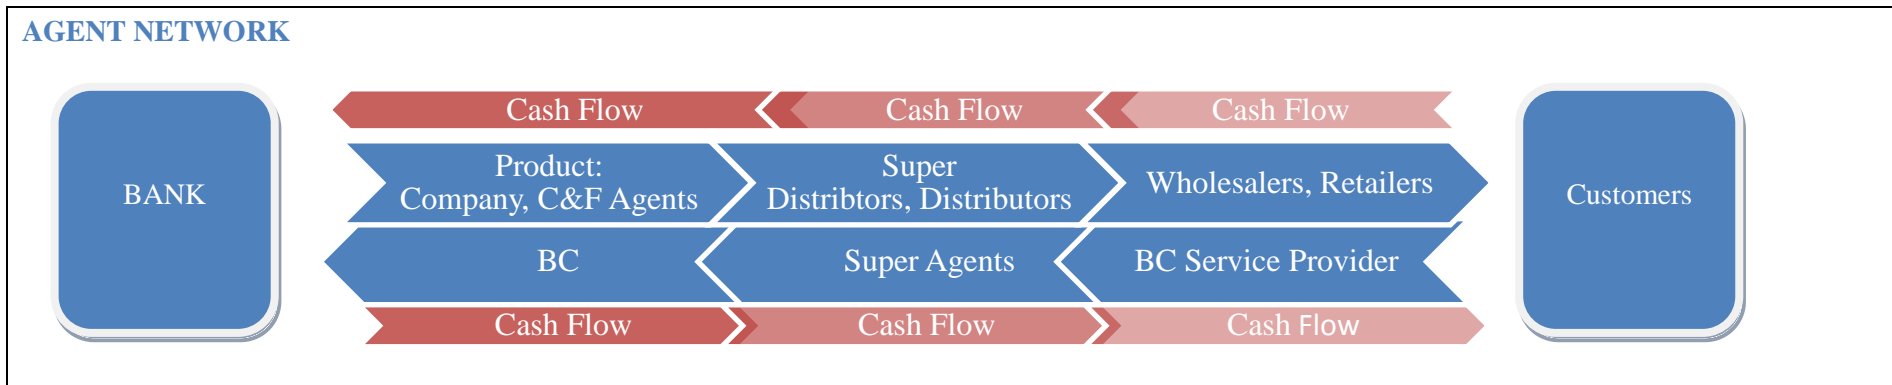 AGENT NETWORK
BANK
Cash Flow
Cash Flow
Cash Flow
Product:
Company, C&F Agents
Super
Distribtors, Distributors
Wholesalers, Retailers
BC
Super Agents
BC Service Provider
Cash Flow
Cash Flow
Cash Flow
Customers